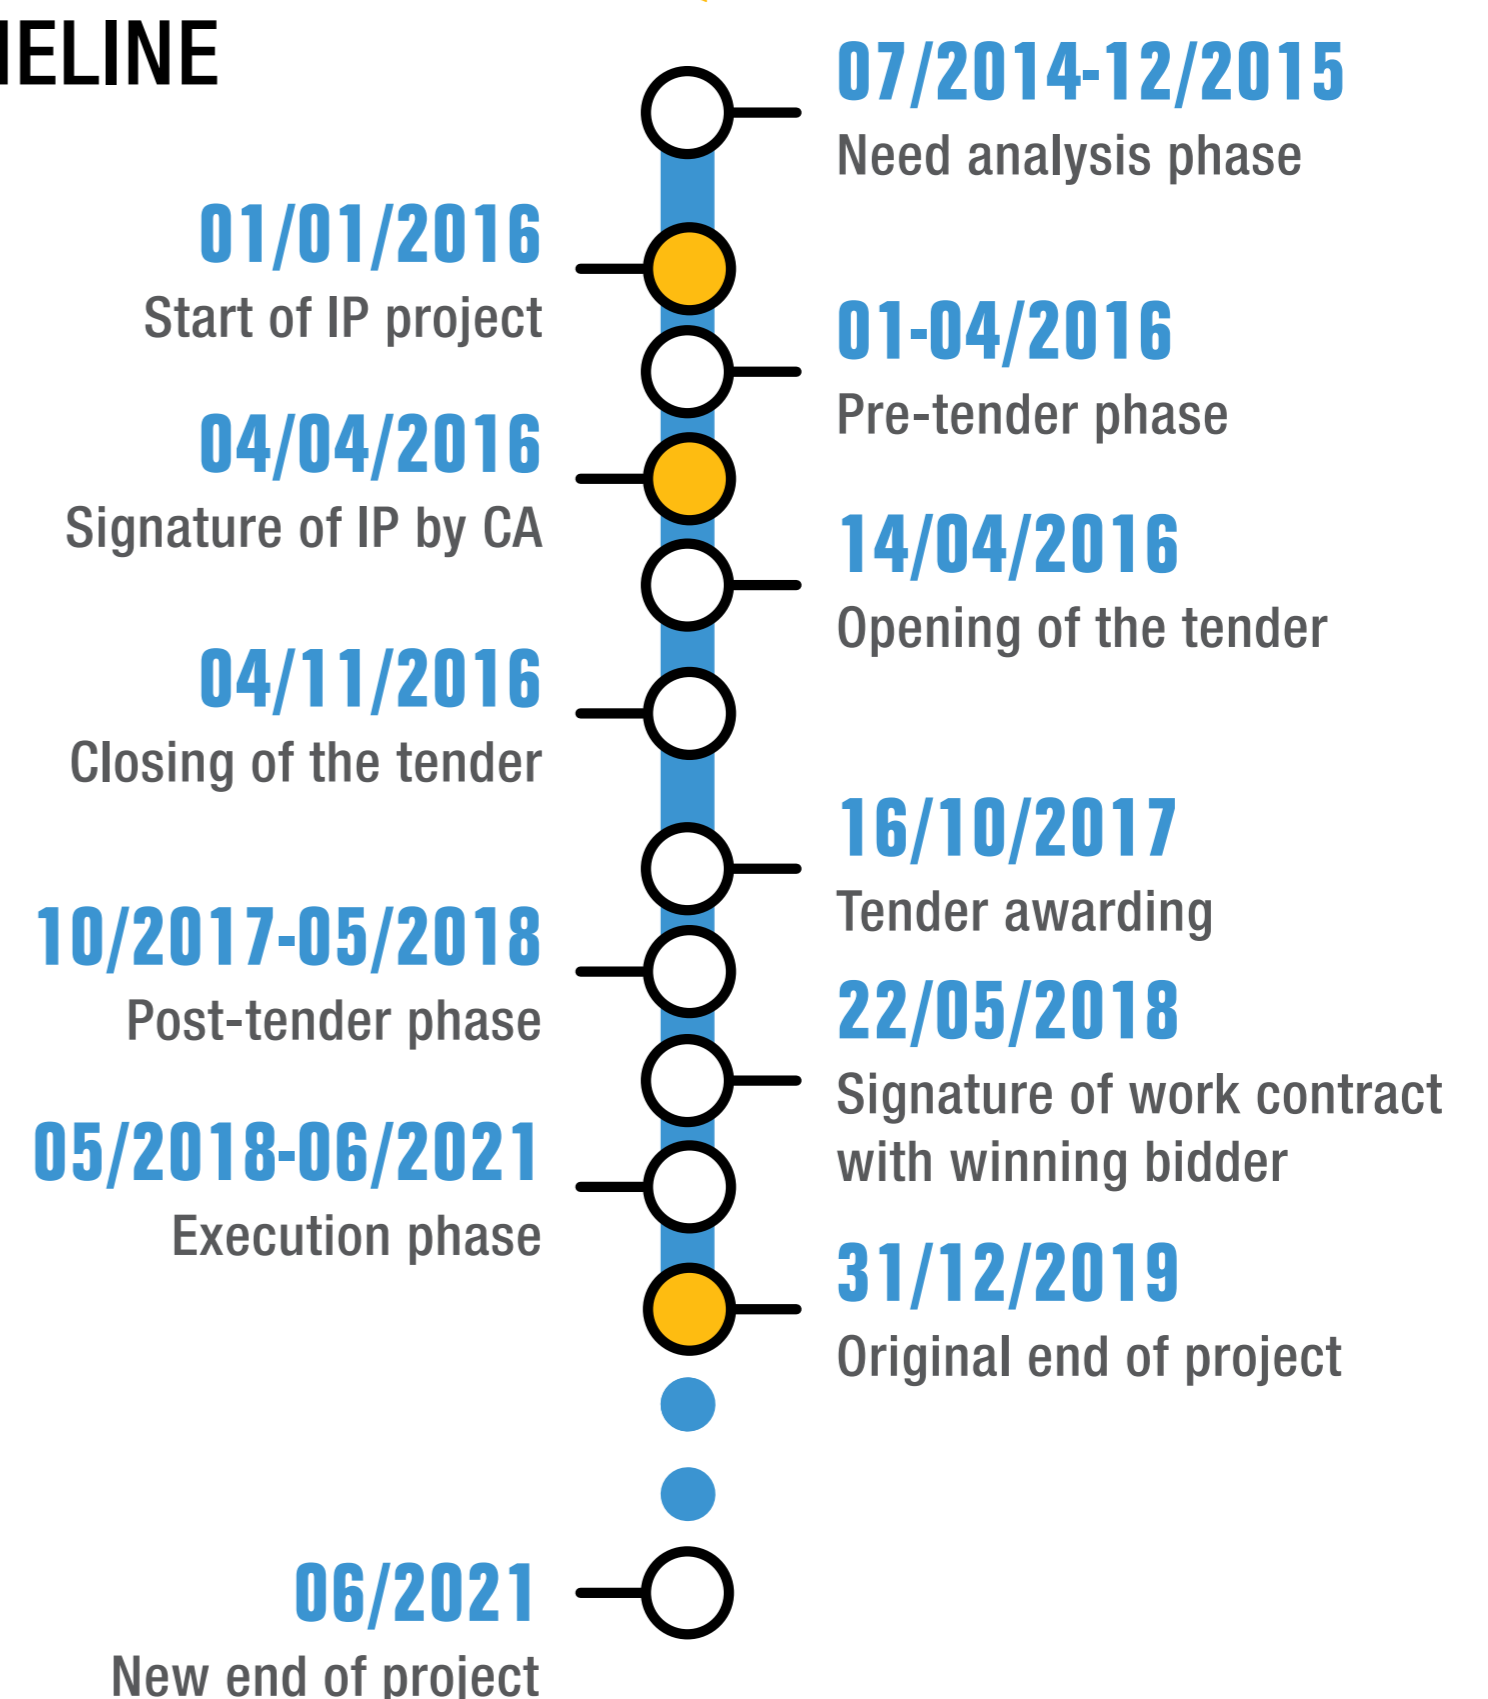 IELINE
07/2014-12/2015
Need analysis phase
01/01/2016
Start of IP project
01-04/2016
Pre-tender phase
04/04/2016
Signature of IP by CA
14/04/2016
Opening of the tender
04/11/2016
Closing of the tender
16/10/2017
Tender awarding
10/2017-05/2018
Post-tender phase
22/05/2018
Signature of work contract
with winning bidder
05/2018-06/2021
Execution phase
31/12/2019
Original end of project
06/2021
New end of project